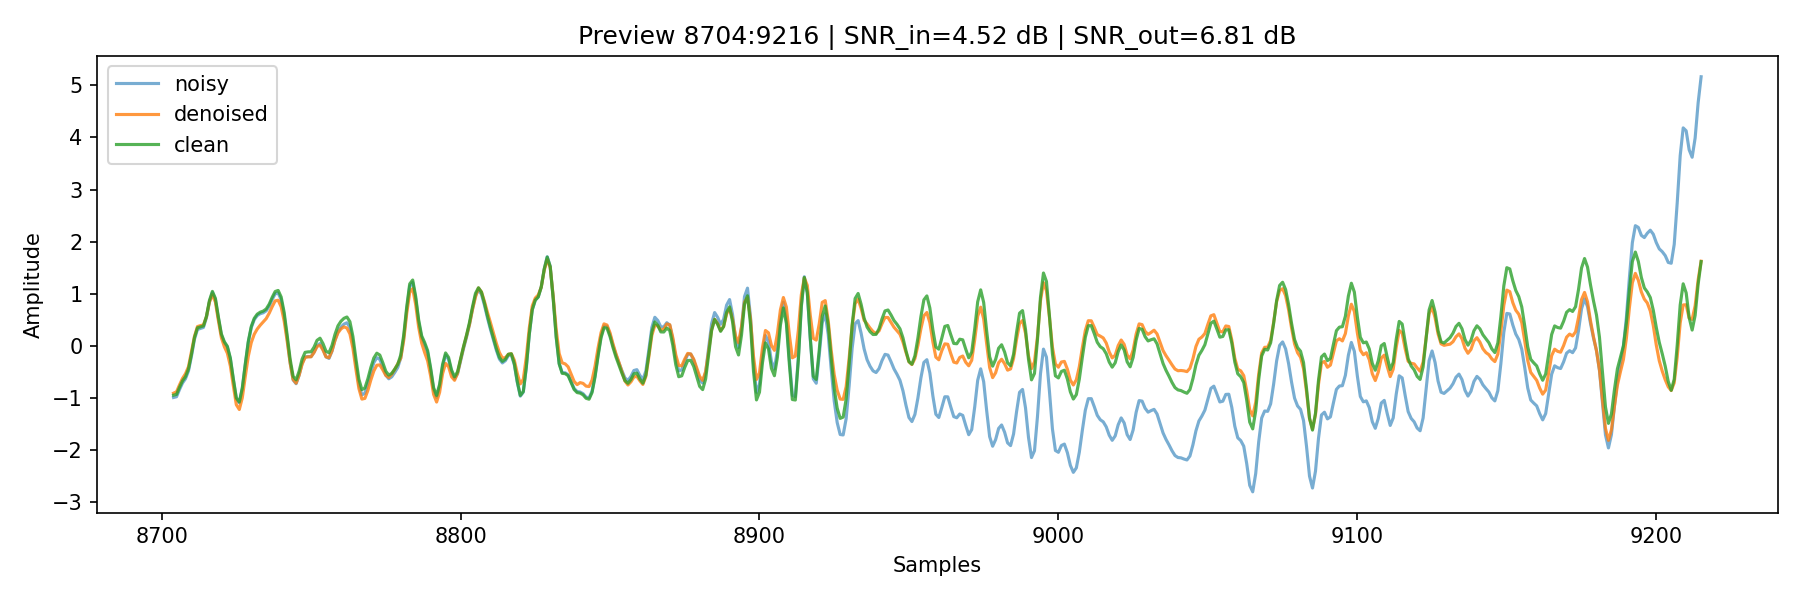 Preview 8704:9216 | SNR_in=4.52 dB | SNR_out=6.81 dB
noisy
denoised
clean
Amplitude
5
4
3
2
1
0
−1
−2
−3
8700 8800 8900 9000 9100 9200
Samples